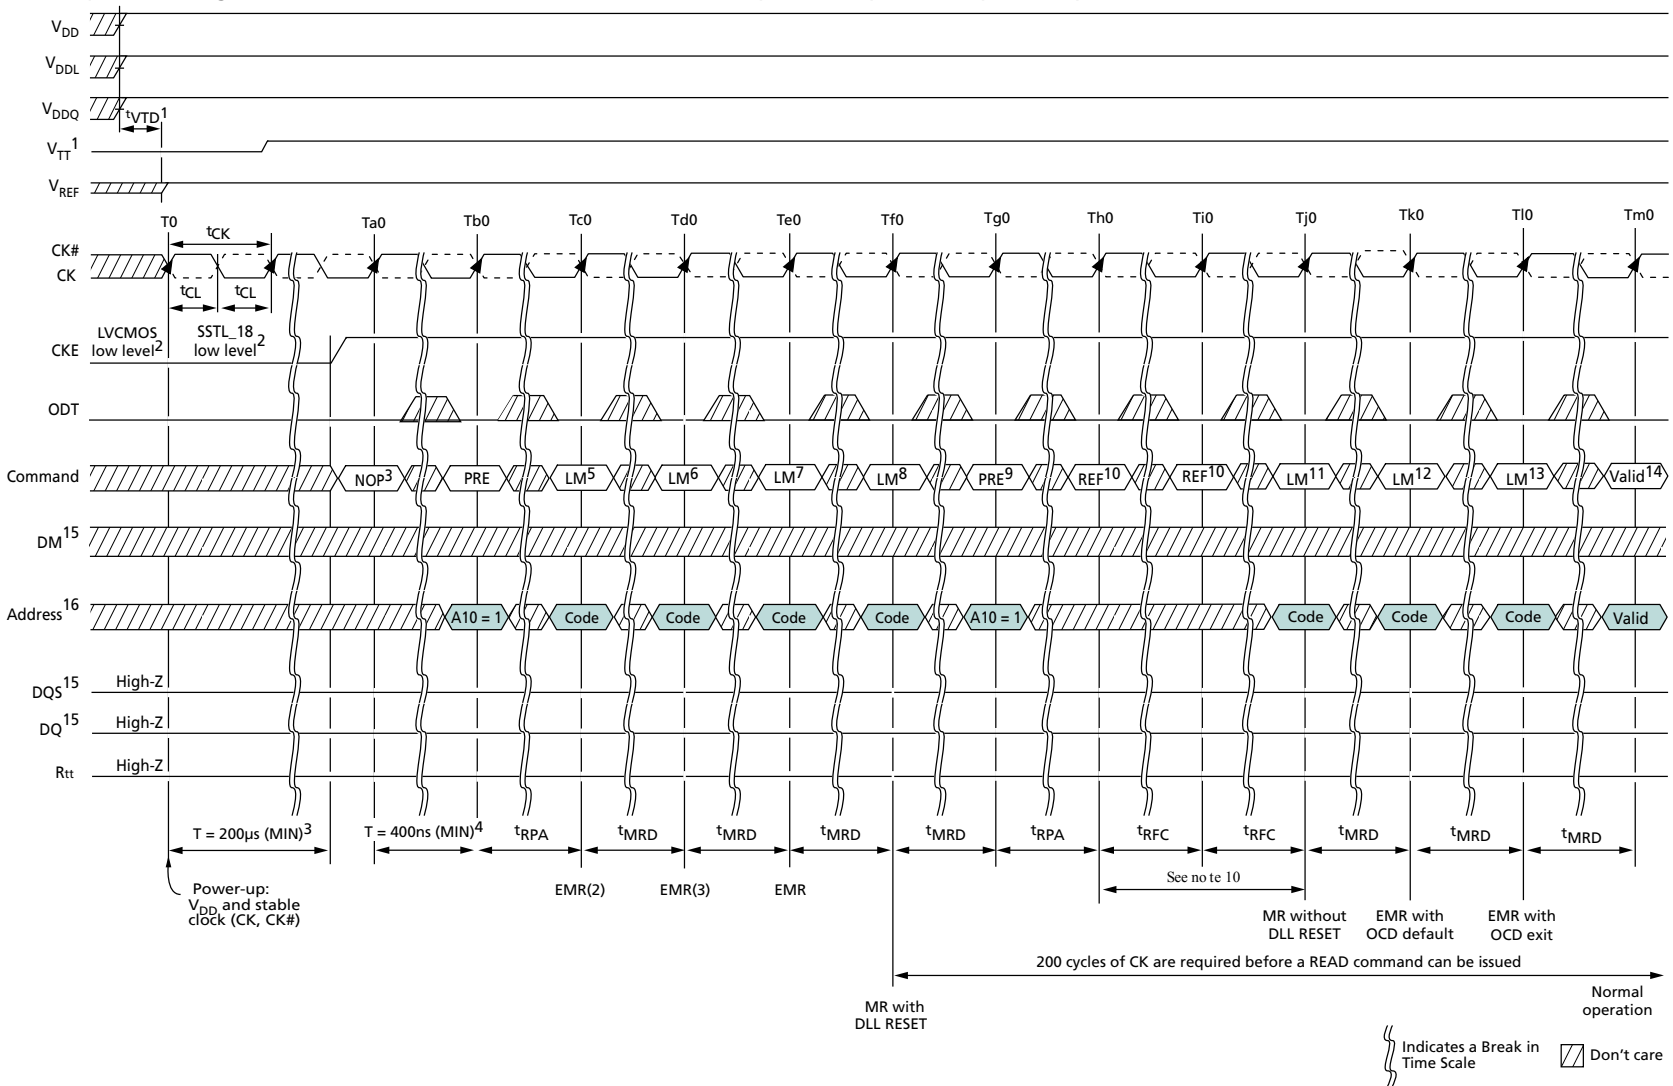 VDD
VDDL
VDDQ
tVTD1
VTT1
VREF
T0 Ta0 Tb0 Tc0 Td0 Te0 Tf0 Tg0 Th0 Ti0 Tj0 Tk0 Tl0 Tm0
tCK
CK#
CK
tCL tCL
LVCMOS
low level2
SSTL_18
low level2
CKE
ODT
Command NOP3 PRE LM5 LM6 LM7 LM8 PRE9 REF10 REF10 LM11 LM12 LM13 Valid14
DM15
Address16 A10 = 1 Code Code Code Code A10 = 1 Code Code Code Valid
DQS15 High-Z
DQ15 High-Z
Rtt High-Z
T = 200µs (MIN)3 T = 400ns (MIN)4 tRPA tMRD tMRD tMRD tMRD tRPA tRFC tRFC tMRD tMRD tMRD
Power-up:
VDD and stable
clock (CK, CK#)
EMR(2) EMR(3) EMR
See no te 10
MR without
DLL RESET
EMR with
OCD default
EMR with
OCD exit
200 cycles of CK are required before a READ command can be issued
MR with
DLL RESET
Normal
operation
Indicates a Break in
Time Scale
Don't care